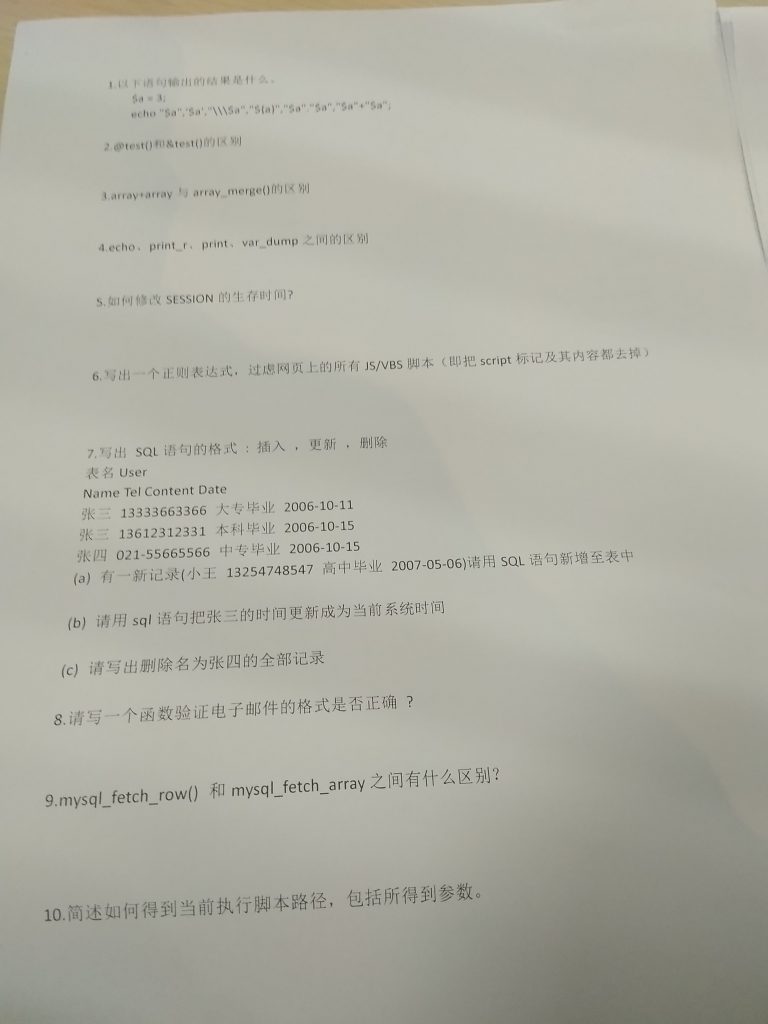 1.以下语句输出的结果是什么。
$a = 3;
echo "$a",'$a',"\\\$a","${a}","$a"."$a","$a"+"$a";
2.@test()和&test()的区别
3.array+array 与 array_merge()的区别
4.echo、print_r、print、var_dump 之间的区别
5.如何修改 SESSION 的生存时间?
6.写出一个正则表达式，过虑网页上的所有 JS/VBS 脚本（即把 script 标记及其内容都去掉）
7.写出 SQL 语句的格式 : 插入 ，更新 ，删除
表名 User
Name Tel Content Date
张三 13333663366 大专毕业 2006-10-11
张三 13612312331 本科毕业 2006-10-15
张四 021-55665566 中专毕业 2006-10-15
(a) 有一新记录(小王 13254748547 高中毕业 2007-05-06)请用 SQL 语句新增至表中
(b) 请用 sql 语句把张三的时间更新成为当前系统时间
(c) 请写出删除名为张四的全部记录
8.请写一个函数验证电子邮件的格式是否正确 ?
9.mysql_fetch_row() 和 mysql_fetch_array 之间有什么区别?
10.简述如何得到当前执行脚本路径，包括所得到参数。